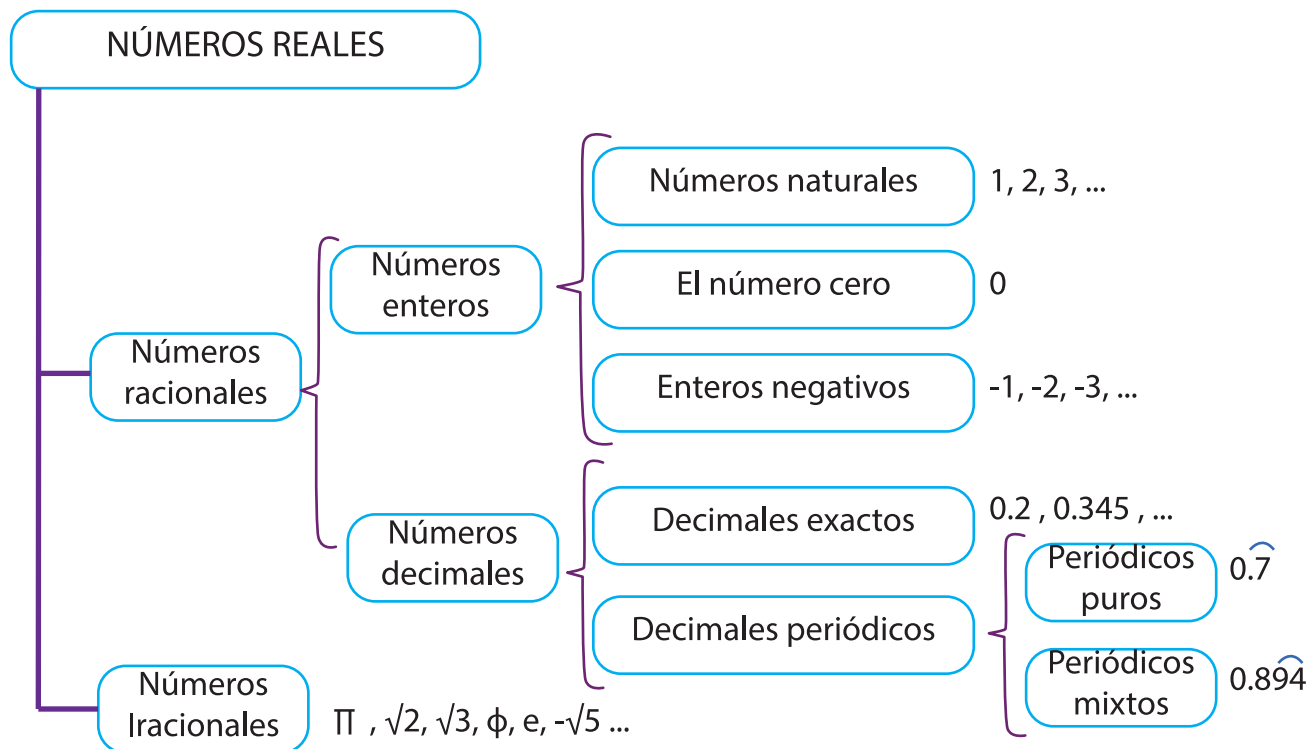 NÚMEROS REALES
Números
racionales
Números
enteros
Números naturales
1, 2, 3, ...
El número cero
0
Enteros negativos
-1, -2, -3, ...
Números
decimales
Decimales exactos
0.2 , 0.345 , ...
Decimales periódicos
Periódicos
puros
0.7͡
Periódicos
mixtos
0.89͡4
Números
Iracionales
∏ , √2, √3, ϕ, e, -√5 ...